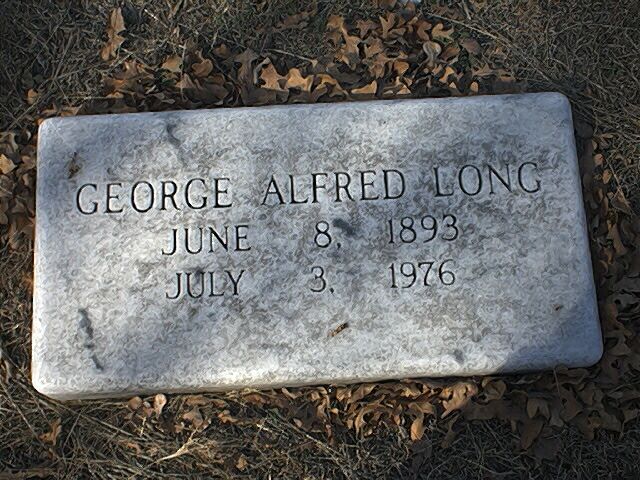 GEORGE ALFRED LONG
JUNE 8, 1893
JULY 3, 1976